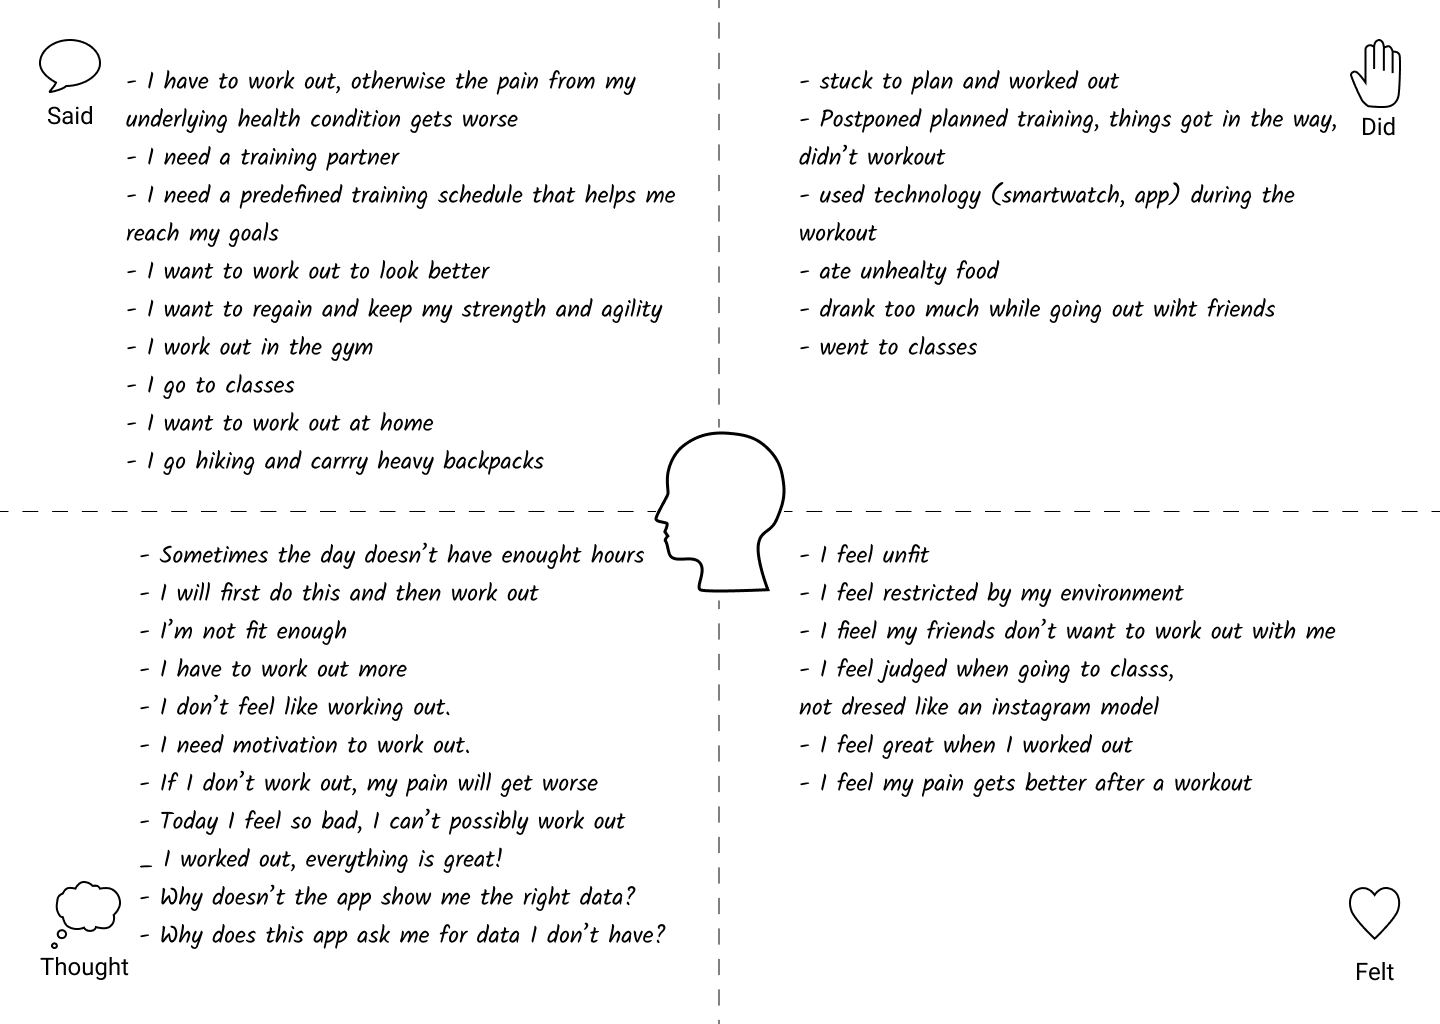 Said
- I have to work out, otherwise the pain from my
underlying health condition gets worse
- I need a training partner
- I need a predefined training schedule that helps me
reach my goals
- I want to work out to look better
- I want to regain and keep my strength and agility
- I work out in the gym
- I go to classes
- I want to work out at home
- I go hiking and carrry heavy backpacks
Did
- stuck to plan and worked out
- Postponed planned training, things got in the way,
didn't workout
- used technology (smartwatch, app) during the
workout
- ate unhealty food
- drank too much while going out wiht friends
- went to classes
- Sometimes the day doesn't have enought hours
- I will first do this and then work out
- I'm not fit enough
- I have to work out more
- I don't feel like working out.
- I need motivation to work out.
- If I don't work out, my pain will get worse
- Today I feel so bad, I can't possibly work out
_ I worked out, everything is great!
- Why doesn't the app show me the right data?
- Why does this app ask me for data I don't have?
Thought
- I feel unfit
- I feel restricted by my environment
- I fieel my friends don't want to work out with me
- I feel judged when going to classs,
not dresed like an instagram model
- I feel great when I worked out
- I feel my pain gets better after a workout
Felt